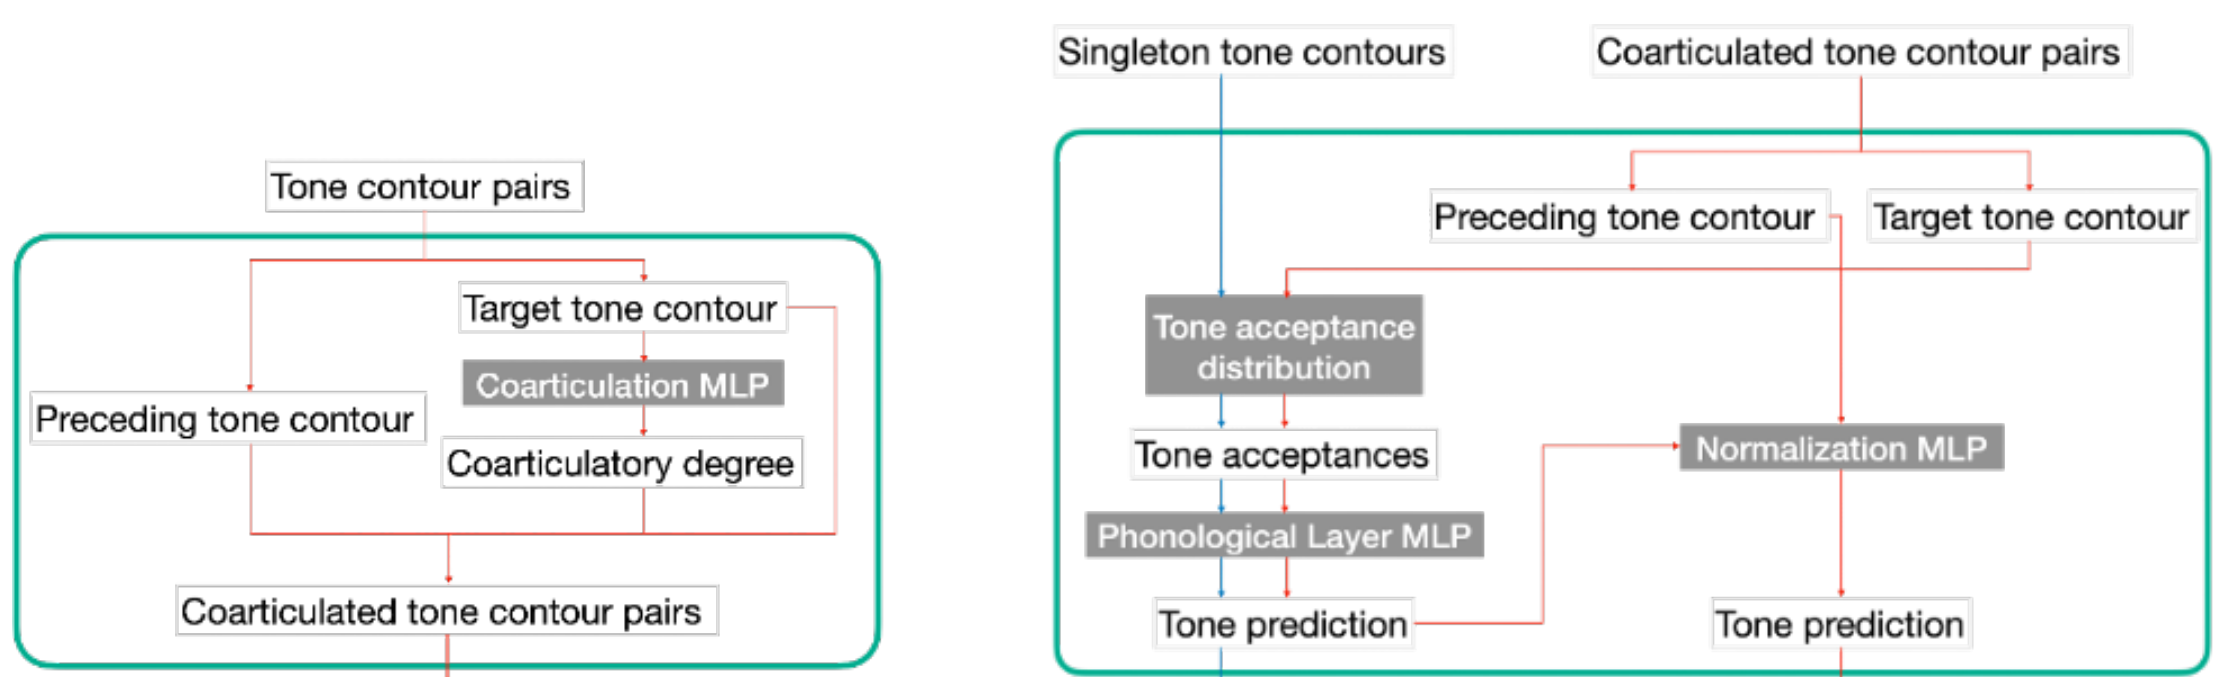 Tone contour pairs
Target tone contour
Coarticulation MLP
Preceding tone contour
Coarticulatory degree
Coarticulated tone contour pairs
Singleton tone contours
Coarticulated tone contour pairs
Preceding tone contour
Target tone contour
Tone acceptance
distribution
Tone acceptances
Normalization MLP
Phonological Layer MLP
Tone prediction
Tone prediction